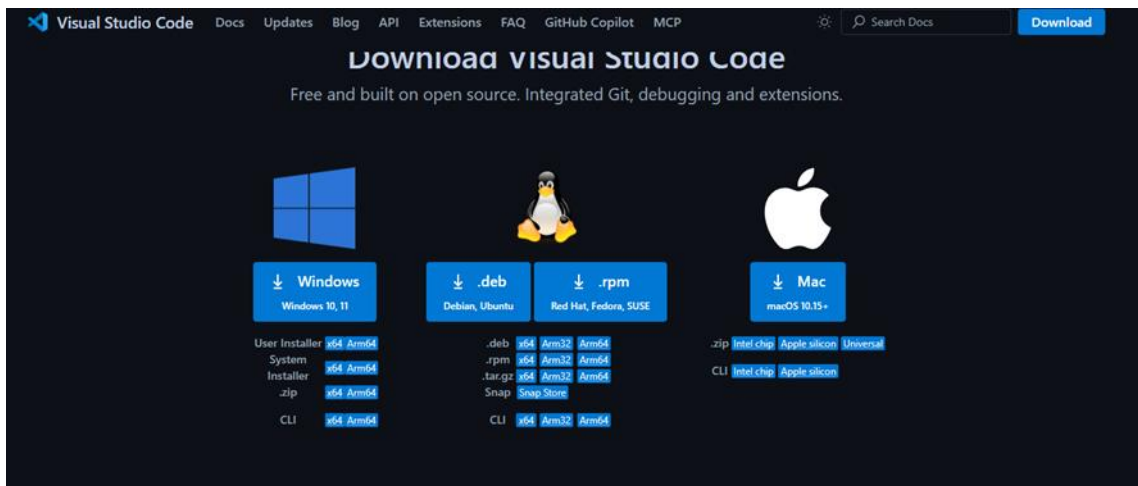 Visual Studio Code Docs Updates Blog API Extensions FAQ GitHub Copilot MCP Search Docs Download
Download Visual Studio Code
Free and built on open source. Integrated Git, debugging and extensions.
Windows
Windows 10, 11
.deb
Debian, Ubuntu
.rpm
Red Hat, Fedora, SUSE
Mac
macOS 10.15+
User Installer x64 Arm64
System
Installer x64 Arm64
.zip x64 Arm64
CLI x64 Arm64
.deb x64 Arm32 Arm64
.rpm x64 Arm32 Arm64
.tar.gz x64 Arm32 Arm64
Snap Snap Store
CLI x64 Arm32 Arm64
.zip Intel chip Apple silicon Universal
CLI Intel chip Apple silicon